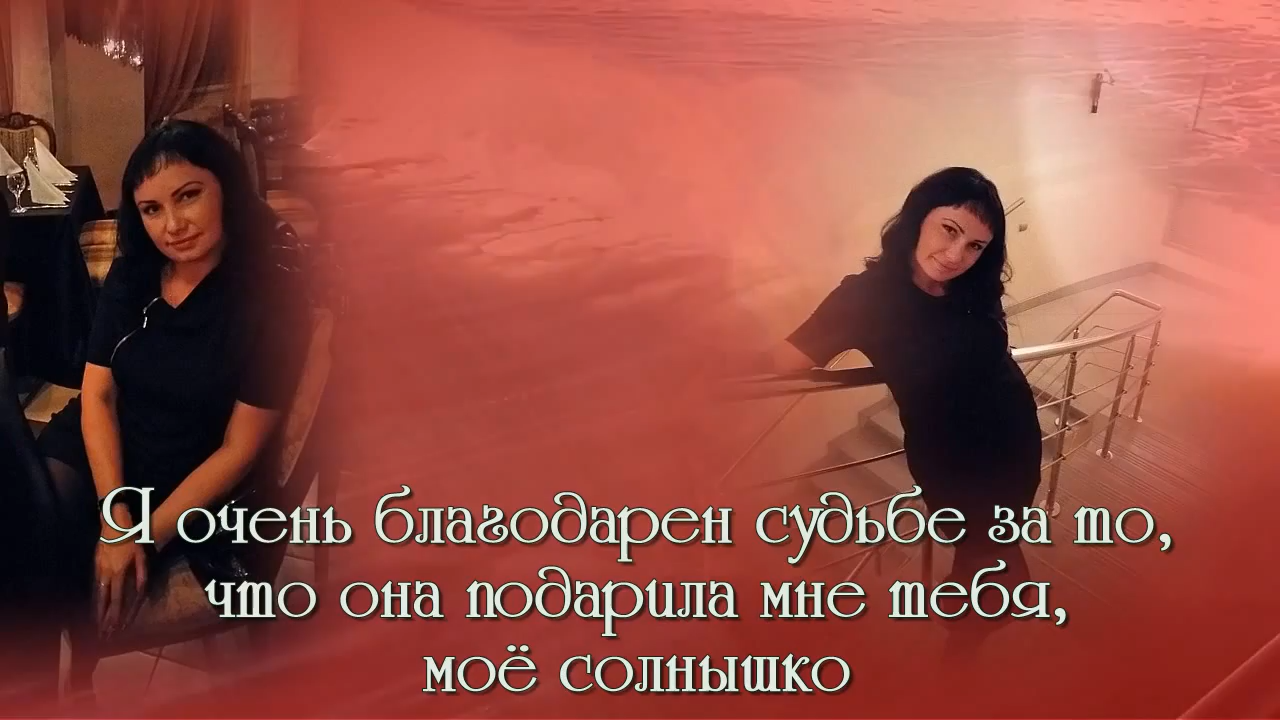 Я очень благодарен судьбе за то,
что она подарила мне тебя,
моё солнышко